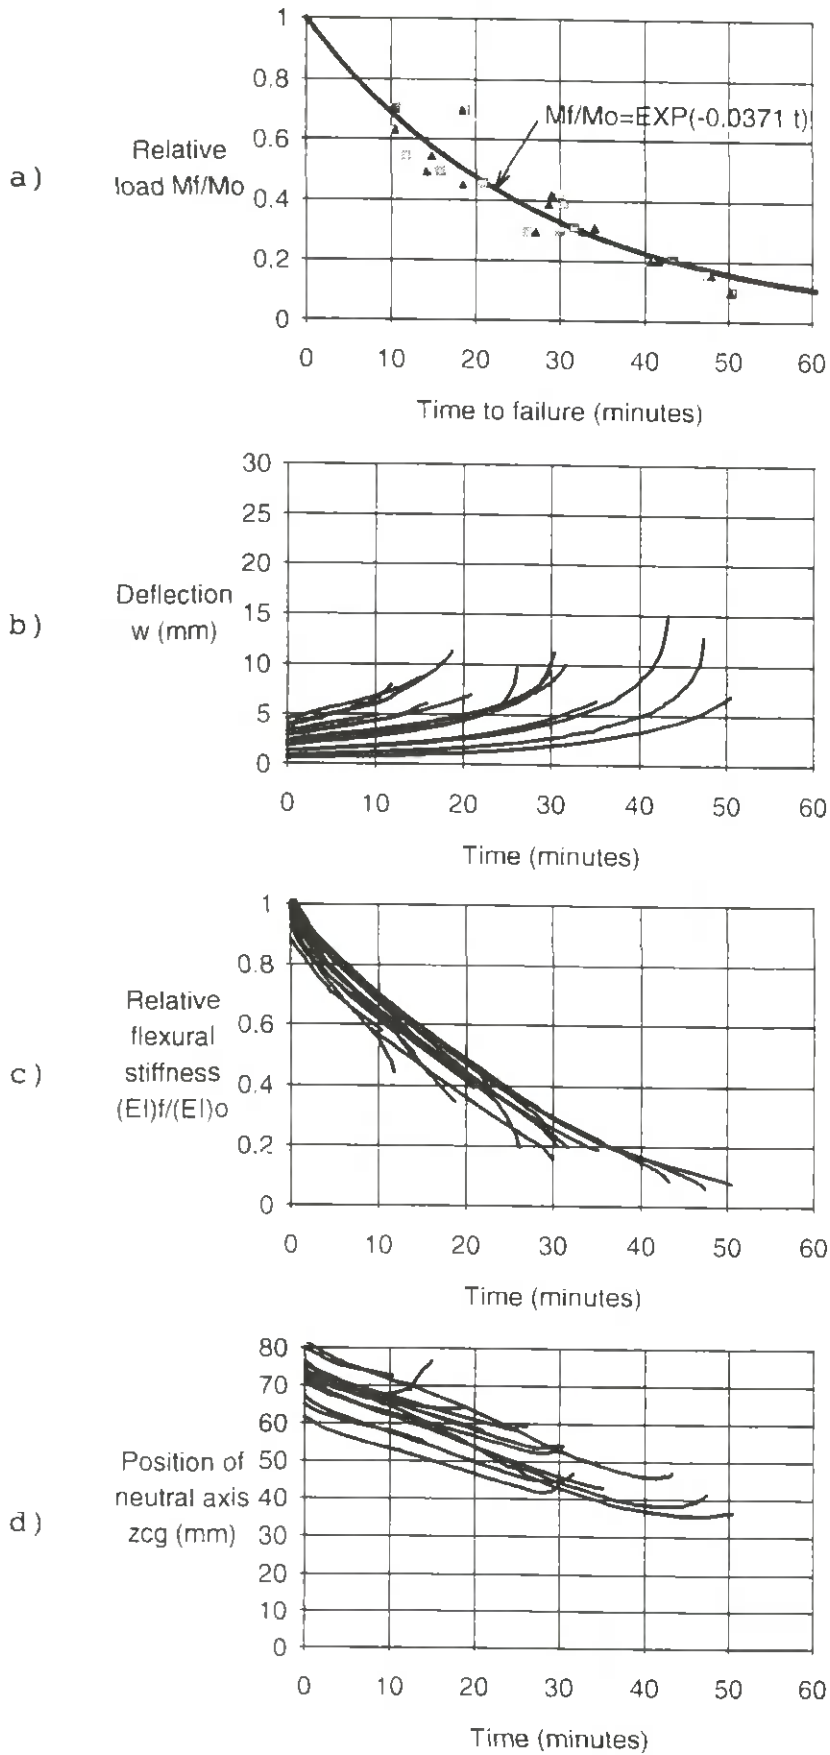 a)
Relative
load Mf/Mo
1
0.8
0.6
0.4
0.2
0
Mf/Mo=EXP(-0.0371 t)
0 10 20 30 40 50 60
Time to failure (minutes)
b)
Deflection
w (mm)
30
25
20
15
10
5
0
0 10 20 30 40 50 60
Time (minutes)
c)
Relative
flexural
stiffness
(EI)f/(EI)o
1
0.8
0.6
0.4
0.2
0
0 10 20 30 40 50 60
Time (minutes)
d)
Position of
neutral axis
zcg (mm)
80
70
60
50
40
30
20
10
0
0 10 20 30 40 50 60
Time (minutes)